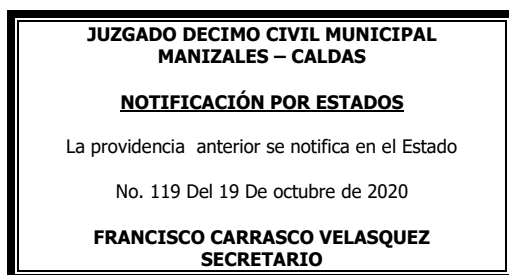 JUZGADO DECIMO CIVIL MUNICIPAL
MANIZALES – CALDAS
NOTIFICACIÓN POR ESTADOS
La providencia anterior se notifica en el Estado
No. 119 Del 19 De octubre de 2020
FRANCISCO CARRASCO VELASQUEZ
SECRETARIO